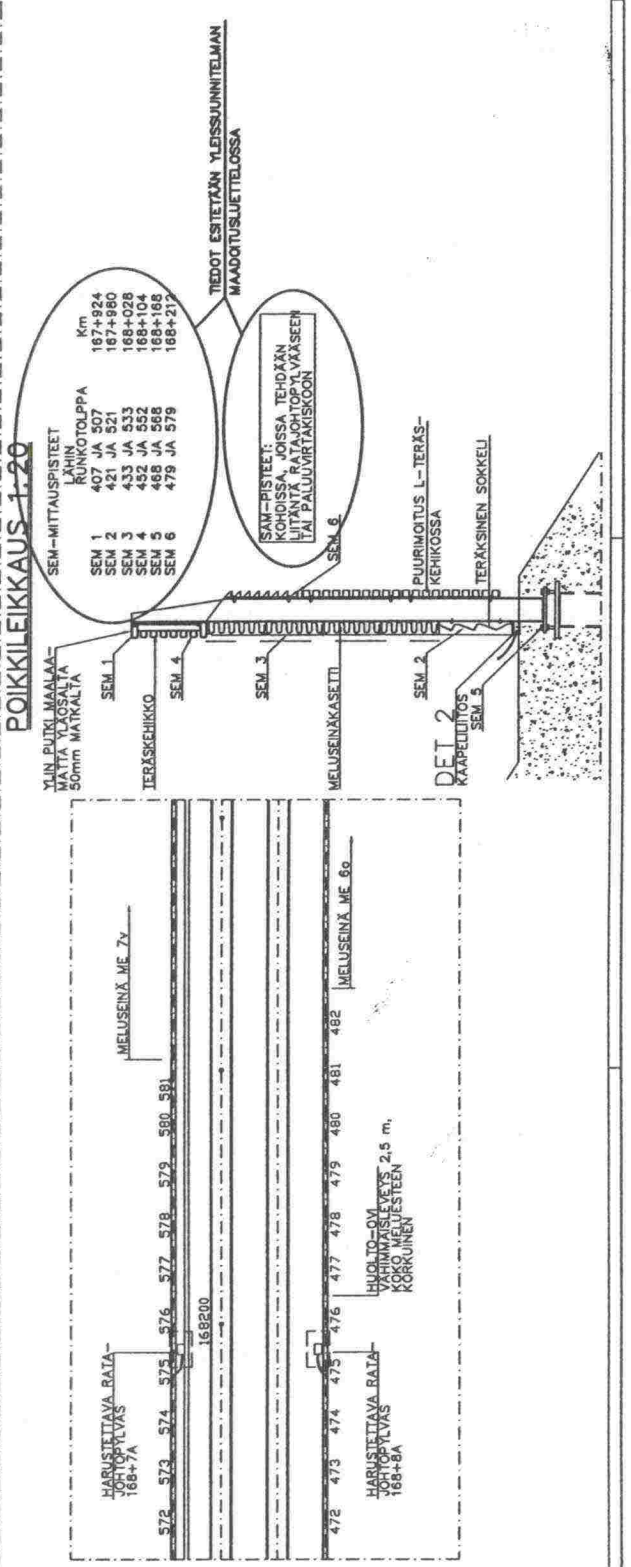 POIKKILEIKKAUS 1:20
SEM-MITTAUSPISTEET
LÄHIN
RUNKOTOLPPA Km
SEM 1 407 JA 507 167+924
SEM 2 421 JA 521 167+980
SEM 3 433 JA 533 168+028
SEM 4 452 JA 552 168+104
SEM 5 468 JA 568 168+168
SEM 6 479 JA 579 168+212
TIEDOT ESITETÄÄN YLEISSUUNNITELMAN
MAADOITUSLUETTELOSSA
SAM-PISTEET:
KOHDISSA, JOISSA TEHDÄÄN
LIITÄNTÄ RATAJOHTOPYLVÄÄSEEN
TAI PALUUVIRTAKISKOON
YLIN PUTKI MAALAA-
MATTA YLÄOSALTA
50mm MATKALTA
SEM 1
TERÄSKEHIKKO
SEM 4
SEM 3
MELUSEINÄKASETTI
SEM 2
DET 2
KAAPELILIITOS
SEM 5
SEM 6
PUURIMOITUS L-TERÄS-
KEHIKOSSA
TERÄKSINEN SOKKELI
MELUSEINÄ ME 7v
HARUSTETTAVA RATA-
JOHTOPYLVÄS
168+7A
572 573 574 575 576 577 578 579 580 581
168200
472 473 474 475 476 477 478 479 480 481 482
HARUSTETTAVA RATA-
JOHTOPYLVÄS
168+8A
HUOLTO-OVI
VÄHIMMÄISLEVEYS 2,5 m,
KOKO MELUESTEEN
KORKUINEN
MELUSEINÄ ME 6o